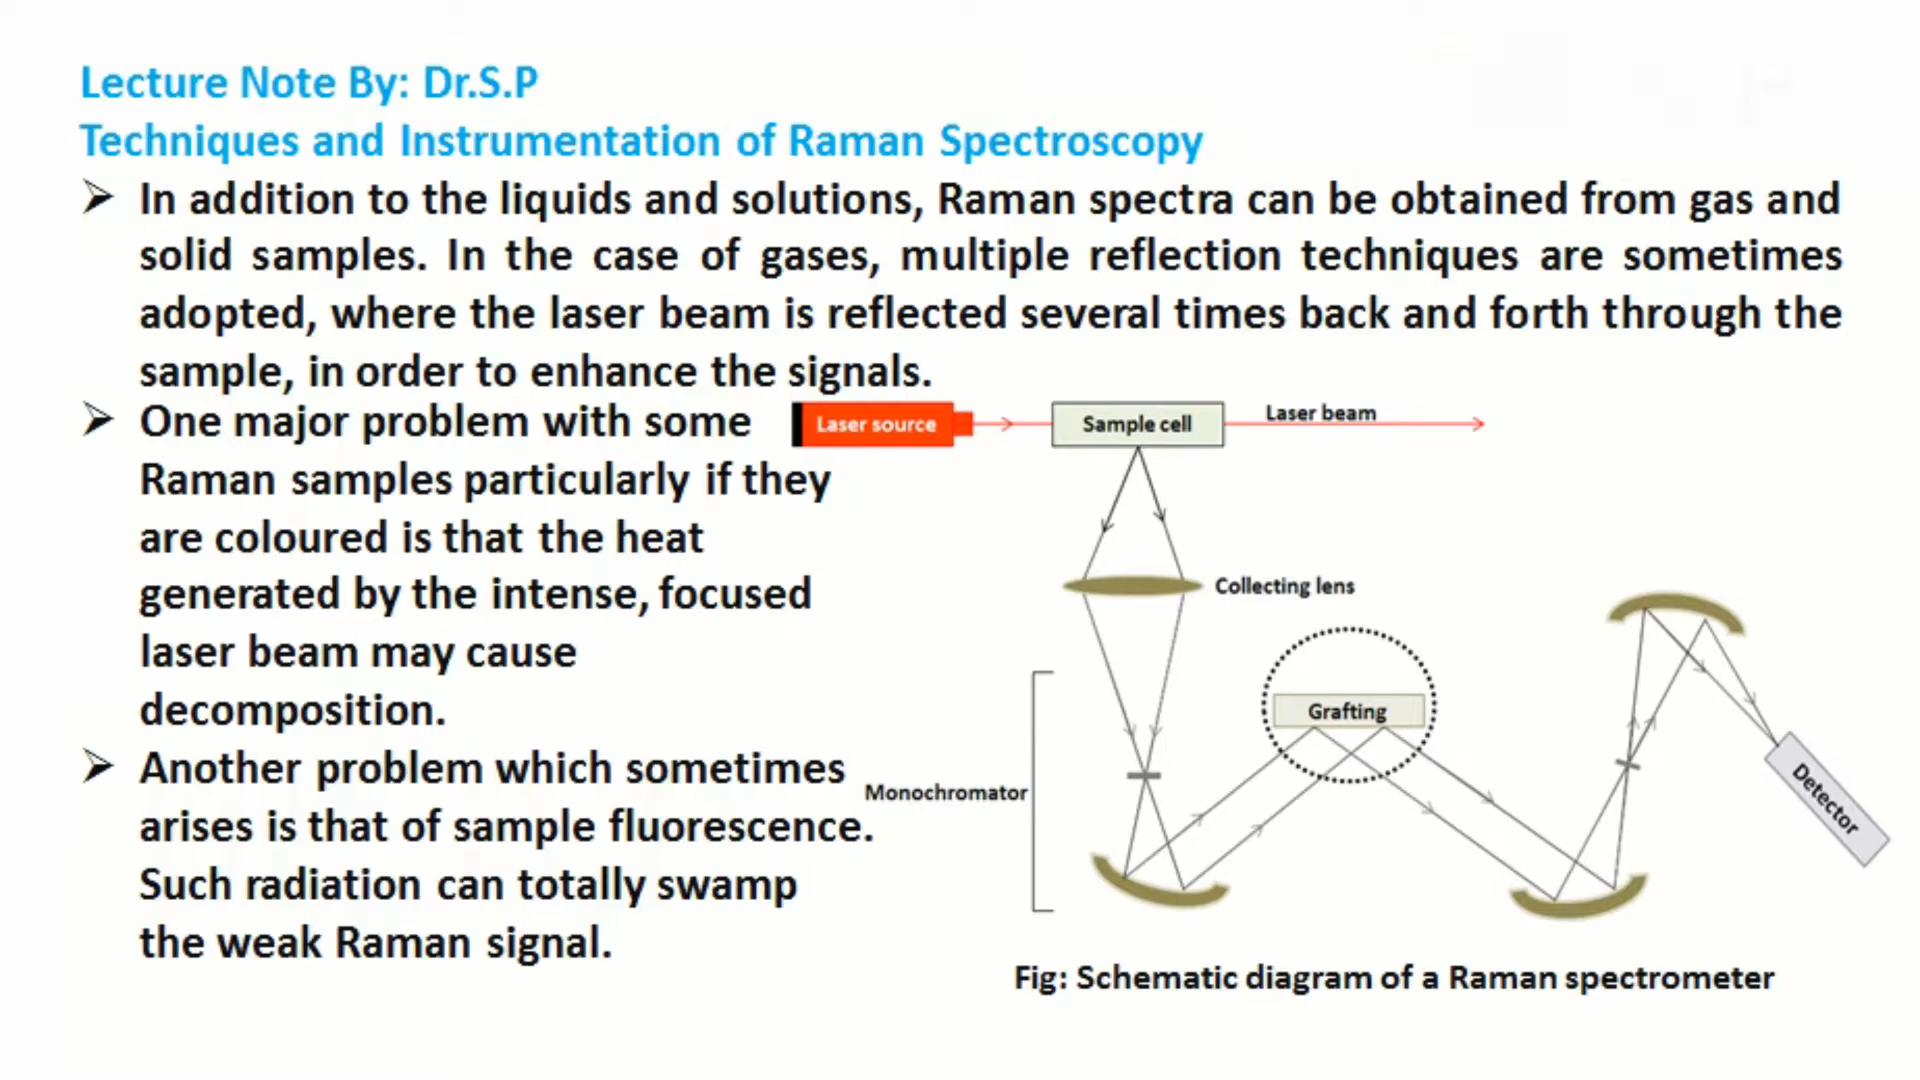 Lecture Note By: Dr.S.P
Techniques and Instrumentation of Raman Spectroscopy
➢ In addition to the liquids and solutions, Raman spectra can be obtained from gas and
solid samples. In the case of gases, multiple reflection techniques are sometimes
adopted, where the laser beam is reflected several times back and forth through the
sample, in order to enhance the signals.
➢ One major problem with some
Raman samples particularly if they
are coloured is that the heat
generated by the intense, focused
laser beam may cause
decomposition.
➢ Another problem which sometimes
arises is that of sample fluorescence.
Such radiation can totally swamp
the weak Raman signal.
Laser source
Sample cell
Laser beam
Collecting lens
Grafting
Monochromator
Detector
Fig: Schematic diagram of a Raman spectrometer